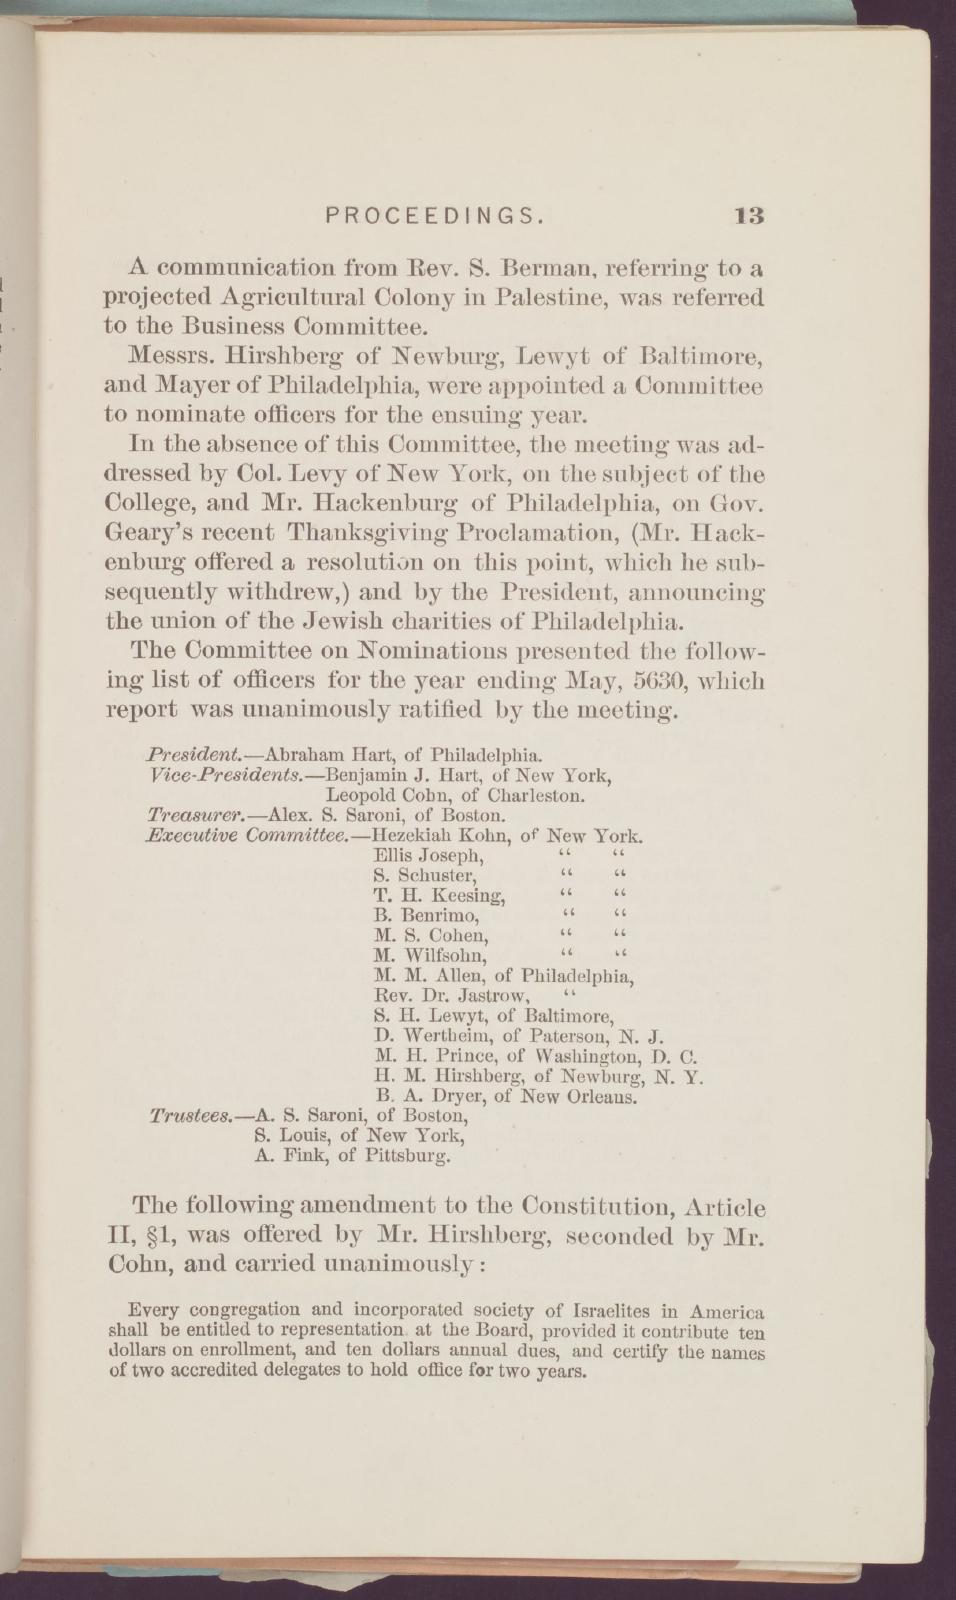 PROCEEDINGS. 13
A communication from Rev. S. Berman, referring to a
projected Agricultural Colony in Palestine, was referred
to the Business Committee.
Messrs. Hirshberg of Newburg, Lewyt of Baltimore,
and Mayer of Philadelphia, were appointed a Committee
to nominate officers for the ensuing year.
In the absence of this Committee, the meeting was ad-
dressed by Col. Levy of New York, on the subject of the
College, and Mr. Hackenburg of Philadelphia, on Gov.
Geary's recent Thanksgiving Proclamation, (Mr. Hack-
enburg offered a resolution on this point, which he sub-
sequently withdrew,) and by the President, announcing
the union of the Jewish charities of Philadelphia.
The Committee on Nominations presented the follow-
ing list of officers for the year ending May, 5630, which
report was unanimously ratified by the meeting.
President.—Abraham Hart, of Philadelphia.
Vice-Presidents.—Benjamin J. Hart, of New York,
Leopold Cohn, of Charleston.
Treasurer.—Alex. S. Saroni, of Boston.
Executive Committee.—Hezekiah Kohn, of New York.
Ellis Joseph, “ “
S. Schuster, “ “
T. H. Keesing, “ “
B. Benrimo, “ “
M. S. Cohen, “ “
M. Wilfsohn, “ “
M. M. Allen, of Philadelphia,
Rev. Dr. Jastrow, “
S. H. Lewyt, of Baltimore,
D. Wertheim, of Paterson, N. J.
M. H. Prince, of Washington, D. C.
H. M. Hirshberg, of Newburg, N. Y.
B. A. Dryer, of New Orleans.
Trustees.—A. S. Saroni, of Boston,
S. Louis, of New York,
A. Fink, of Pittsburg.
The following amendment to the Constitution, Article
II, §1, was offered by Mr. Hirshberg, seconded by Mr.
Cohn, and carried unanimously:
Every congregation and incorporated society of Israelites in America
shall be entitled to representation at the Board, provided it contribute ten
dollars on enrollment, and ten dollars annual dues, and certify the names
of two accredited delegates to hold office for two years.